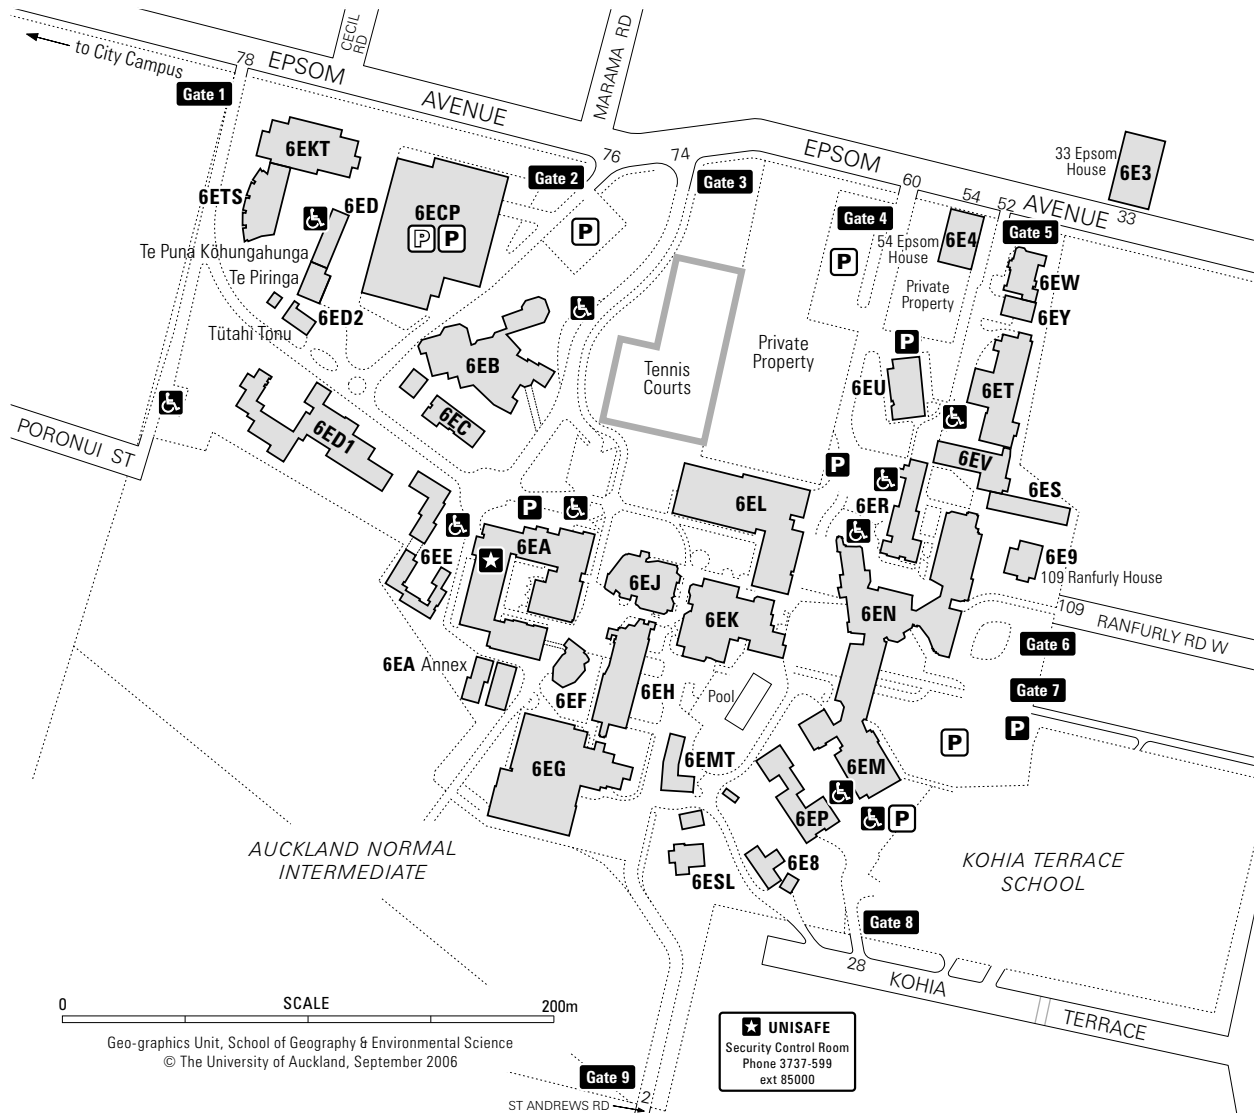 to City Campus
78
EPSOM
AVENUE
CECIL
RD
MARAMA RD
Gate 1
6EKT
6ETS
6ED
Te Puna Kōhungahunga
Te Piringa
6ED2
Tūtahi Tōnu
6ECP
P P
Gate 2
76
74
Gate 3
P
EPSOM
AVENUE
60
54
52
33
33 Epsom
House
6E3
Gate 4
P
54 Epsom
House
6E4
Gate 5
Private
Property
6EW
6EY
Private
Property
Tennis
Courts
6EB
6EC
6ED1
PORONUI ST
P
6EU
6ET
6EV
6ES
P
6ER
6EL
P
6EA
6EE
6EJ
6EK
6EN
6E9
109 Ranfurly House
109
RANFURLY RD W
Gate 6
Gate 7
P
P
6EA Annex
6EF
6EH
Pool
6EG
6EMT
6EM
6EP
P
6ESL
6E8
AUCKLAND NORMAL
INTERMEDIATE
KOHIA TERRACE
SCHOOL
Gate 8
28
KOHIA
TERRACE
0
SCALE
200m
Geo-graphics Unit, School of Geography & Environmental Science
© The University of Auckland, September 2006
UNISAFE
Security Control Room
Phone 3737-599
ext 85000
Gate 9
2
ST ANDREWS RD